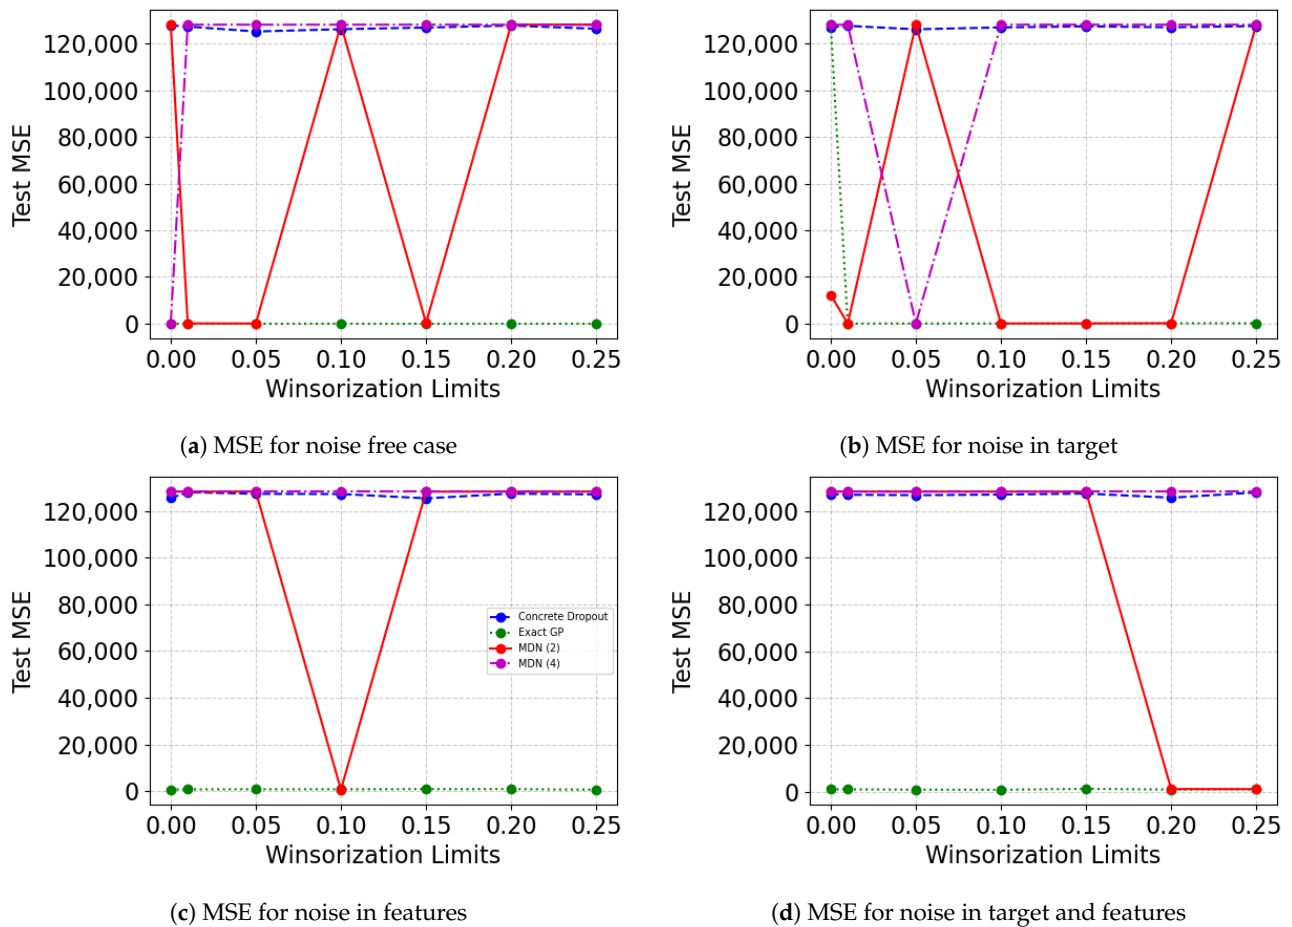 120,000
100,000
80,000
60,000
40,000
20,000
0
Test MSE
0.00 0.05 0.10 0.15 0.20 0.25
Winsorization Limits
(a) MSE for noise free case
120,000
100,000
80,000
60,000
40,000
20,000
0
Test MSE
0.00 0.05 0.10 0.15 0.20 0.25
Winsorization Limits
(b) MSE for noise in target
120,000
100,000
80,000
60,000
40,000
20,000
0
Test MSE
Concrete Dropout
Exact GP
MDN (2)
MDN (4)
0.00 0.05 0.10 0.15 0.20 0.25
Winsorization Limits
(c) MSE for noise in features
120,000
100,000
80,000
60,000
40,000
20,000
0
Test MSE
0.00 0.05 0.10 0.15 0.20 0.25
Winsorization Limits
(d) MSE for noise in target and features